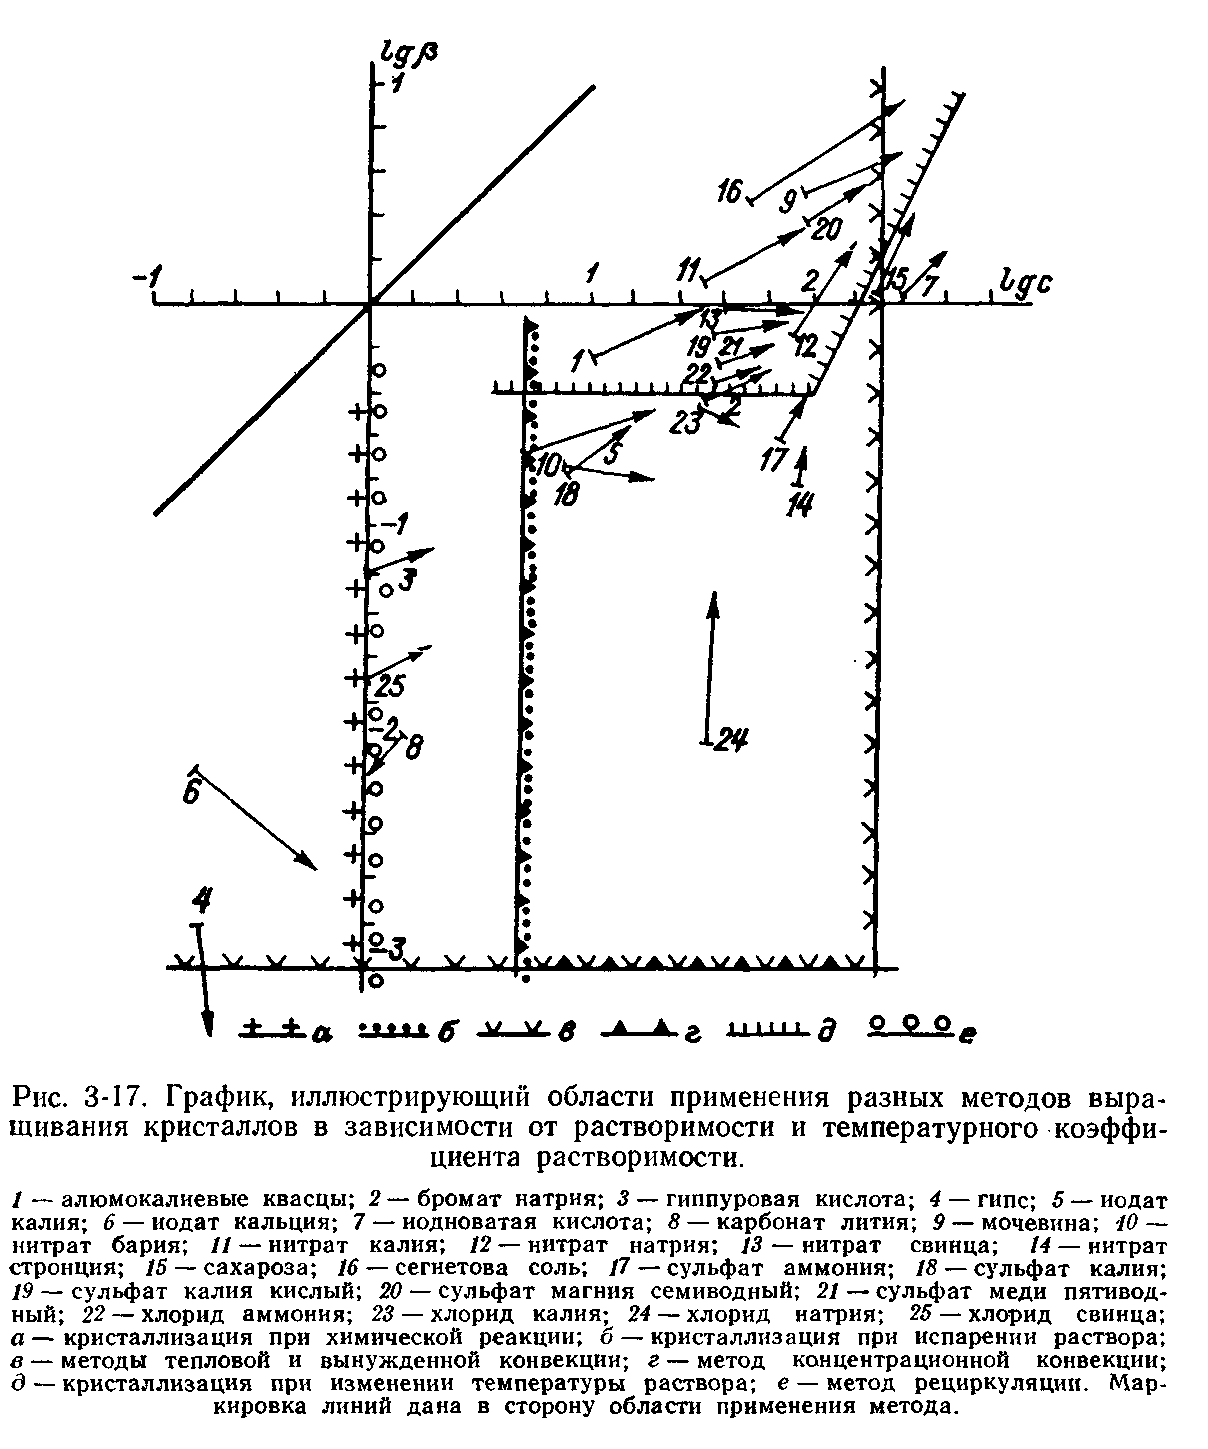 lgβ
1
16
9
20
-1
11
1
2
15
7
lgc
13
19
21
12
1
22
2
23
10
5
17
18
14
-1
3
25
-2
8
24
6
4
-3
а
б
в
г
д
е
Рис. 3-17. График, иллюстрирующий области применения разных методов выра-
щивания кристаллов в зависимости от растворимости и температурного коэффи-
циента растворимости.
1 — алюмокалиевые квасцы; 2 — бромат натрия; 3 — гиппуровая кислота; 4 — гипс; 5 — иодат
калия; 6 — иодат кальция; 7 — иодноватая кислота; 8 — карбонат лития; 9 — мочевина; 10 —
нитрат бария; 11 — нитрат калия; 12 — нитрат натрия; 13 — нитрат свинца; 14 — нитрат
стронция; 15 — сахароза; 16 — сегнетова соль; 17 — сульфат аммония; 18 — сульфат калия;
19 — сульфат калия кислый; 20 — сульфат магния семиводный; 21 — сульфат меди пятивод-
ный; 22 — хлорид аммония; 23 — хлорид калия; 24 — хлорид натрия; 25 — хлорид свинца;
а — кристаллизация при химической реакции; б — кристаллизация при испарении раствора;
в — методы тепловой и вынужденной конвекции; г — метод концентрационной конвекции;
д — кристаллизация при изменении температуры раствора; е — метод рециркуляции. Мар-
кировка линий дана в сторону области применения метода.